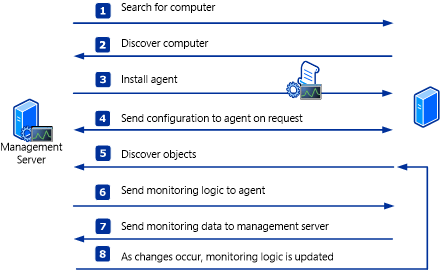 1 Search for computer
2 Discover computer
3 Install agent
4 Send configuration to agent on request
Management
Server
5 Discover objects
6 Send monitoring logic to agent
7 Send monitoring data to management server
8 As changes occur, monitoring logic is updated